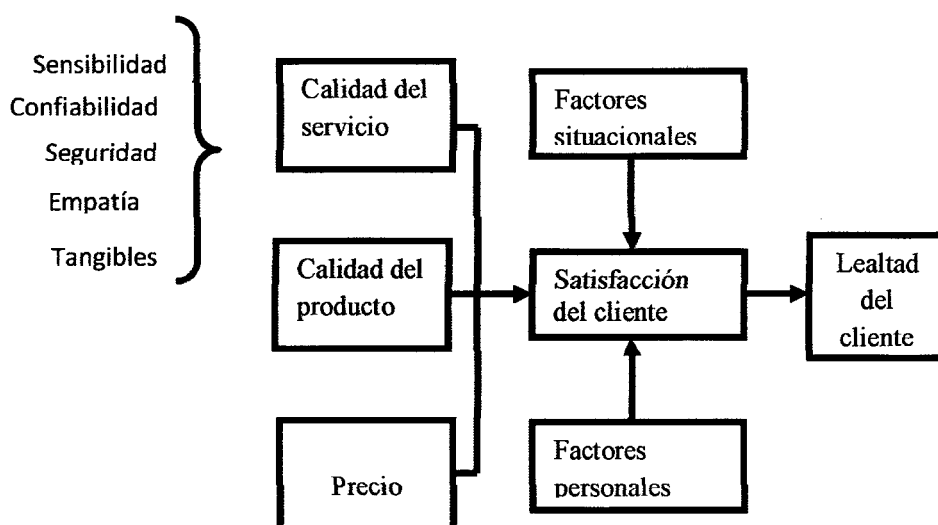 Sensibilidad
Confiabilidad
Seguridad
Empatía
Tangibles
Calidad del
servicio
Calidad del
producto
Precio
Factores
situacionales
Satisfacción
del cliente
Factores
personales
Lealtad
del
cliente